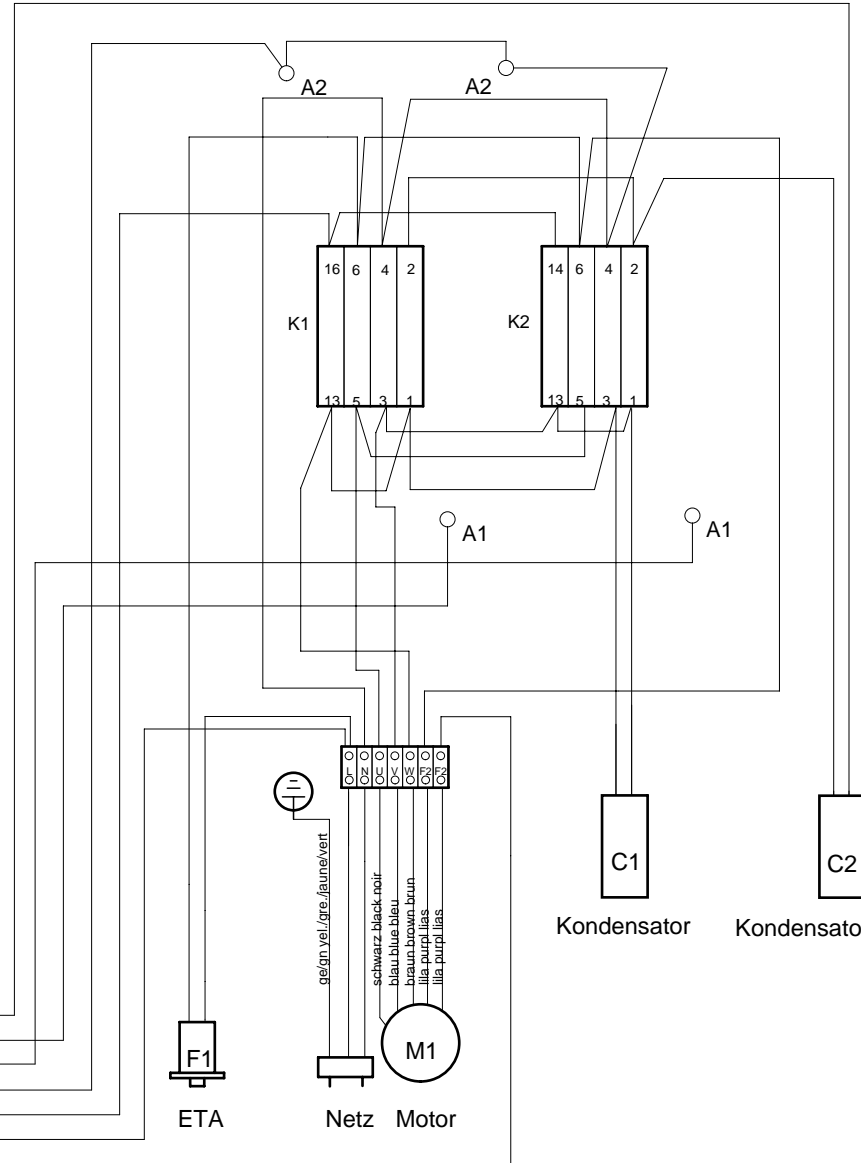 A2
A2
16 6 4 2
14 6 4 2
K1
K2
13 5 3 1
13 5 3 1
A1
A1
L N U V W F2 F2
ge/gn yel./gre./jaune/vert
schwarz black noir
blau blue bleu
braun brown brun
lila purpl lias
lila purpl lias
C1
C2
Kondensator
Kondensato
F1
M1
ETA
Netz
Motor